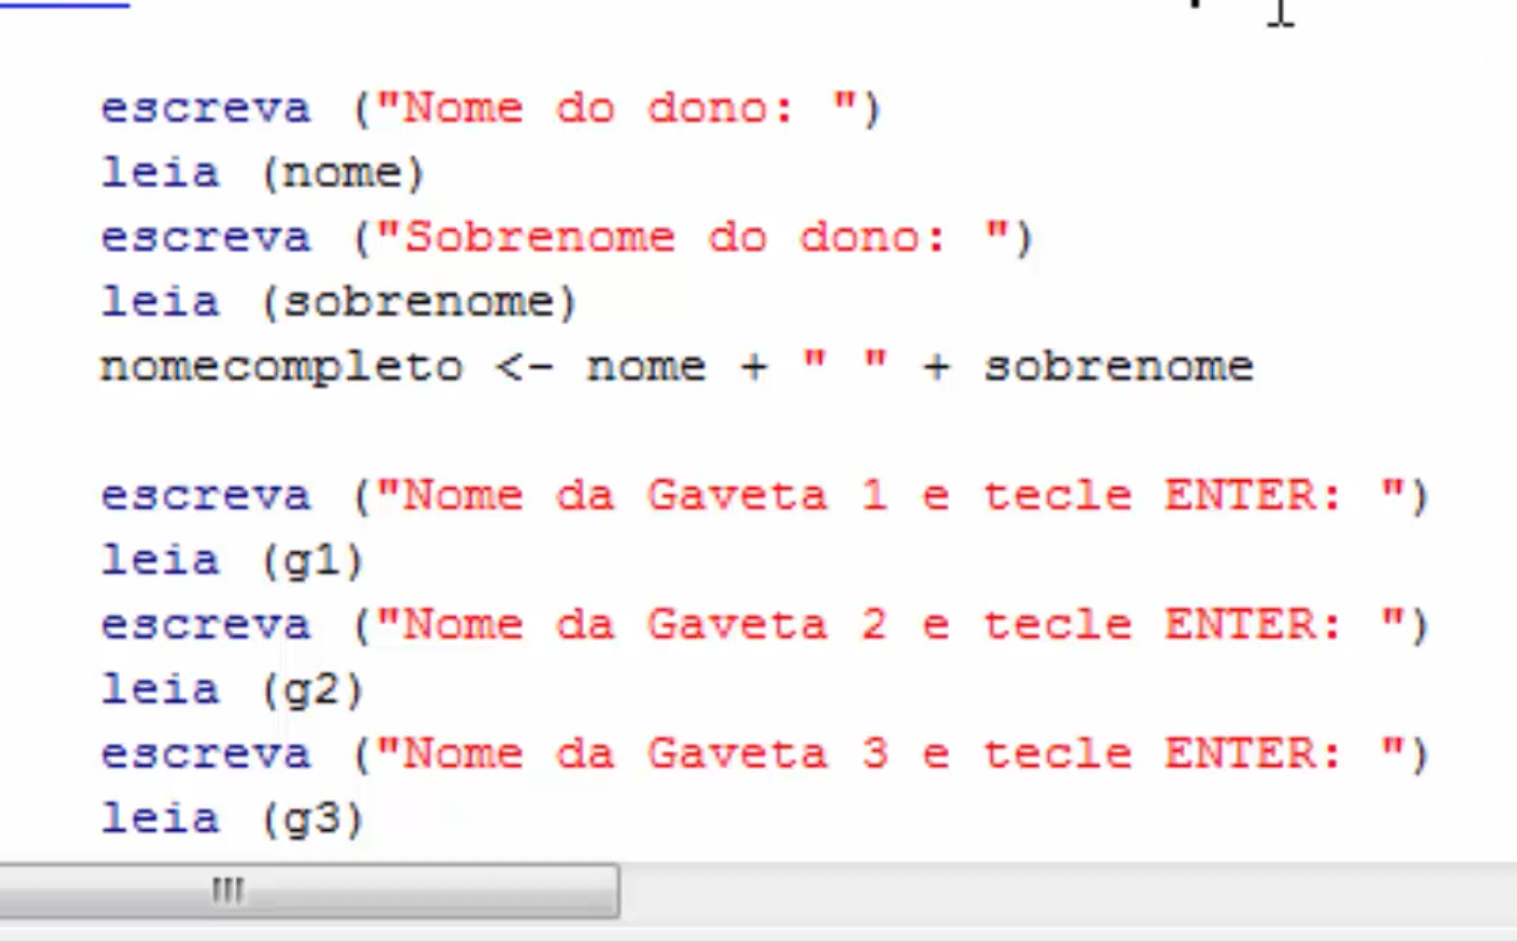 escreva ("Nome do dono: ")
leia (nome)
escreva ("Sobrenome do dono: ")
leia (sobrenome)
nomecompleto <- nome + " " + sobrenome
escreva ("Nome da Gaveta 1 e tecle ENTER: ")
leia (g1)
escreva ("Nome da Gaveta 2 e tecle ENTER: ")
leia (g2)
escreva ("Nome da Gaveta 3 e tecle ENTER: ")
leia (g3)